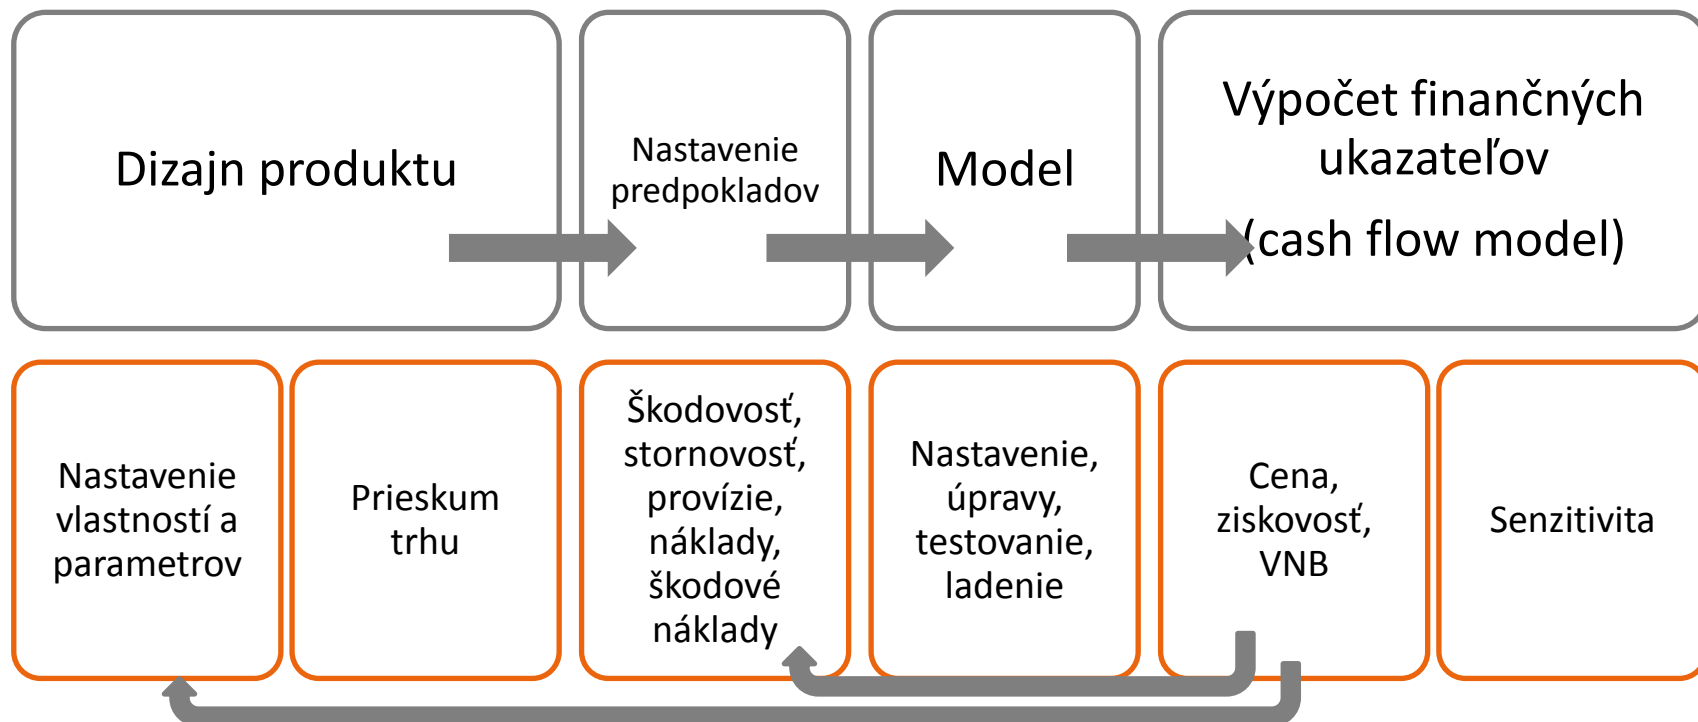 Dizajn produktu
Nastavenie
predpokladov
Model
Výpočet finančných
ukazateľov
(cash flow model)
Nastavenie
vlastností a
parametrov
Prieskum
trhu
Škodovosť,
stornovosť,
provízie,
náklady,
škodové
náklady
Nastavenie,
úpravy,
testovanie,
ladenie
Cena,
ziskovosť,
VNB
Senzitivita